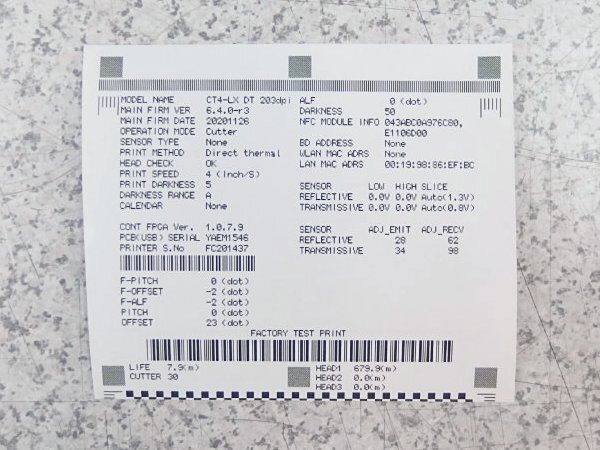 MODEL NAME CT4-LX DT 203dpi ALF 0 (dot)
MAIN FIRM VER 6.4.0-r3 DARKNESS 50
MAIN FIRM DATE 20201126 NFC MODULE INFO 043ABC0A976C80,
OPERATION MODE Cutter E1106D00
SENSOR TYPE None BD ADDRESS None
PRINT METHOD Direct thermal WLAN MAC ADRS None
HEAD CHECK OK LAN MAC ADRS 00:19:98:86:EF:BC
PRINT SPEED 4 (Inch/S)
PRINT DARKNESS 5 SENSOR LOW HIGH SLICE
DARKNESS RANGE A REFLECTIVE 0.0V 0.0V Auto(1.3V)
CALENDAR None TRANSMISSIVE 0.0V 0.0V Auto(0.8V)
CONT FPGA Ver. 1.0.7.9 SENSOR ADJ_EMIT ADJ_RECV
PCB(USB) SERIAL YAEM1546 REFLECTIVE 28 62
PRINTER S.No FC201437 TRANSMISSIVE 34 98
F-PITCH 0 (dot)
F-OFFSET -2 (dot)
F-ALF -2 (dot)
PITCH 0 (dot)
OFFSET 23 (dot)
FACTORY TEST PRINT
LIFE 7.9(m) HEAD1 679.9(m)
CUTTER 30 HEAD2 0.0(m)
HEAD3 0.0(m)